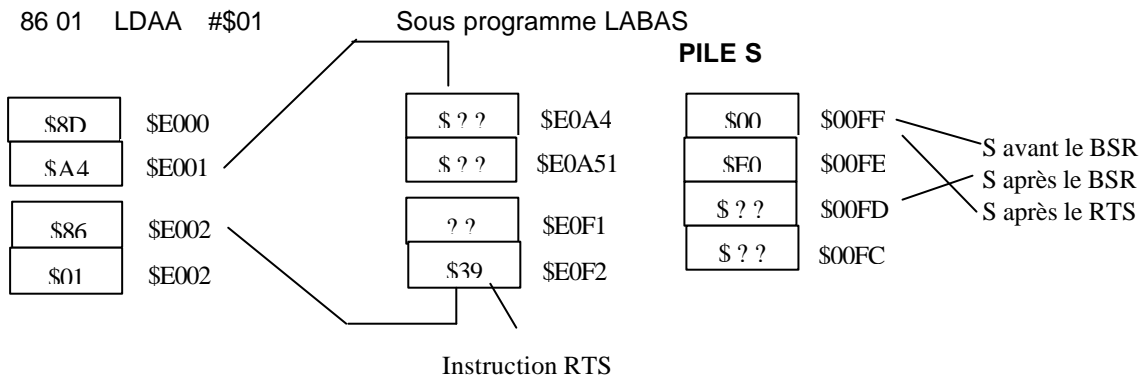 86 01 LDAA #$01 Sous programme LABAS
PILE S
$8D $E000
$A4 $E001
$86 $E002
$01 $E002
$ ? ? $E0A4
$ ? ? $E0A51
? ? $E0F1
$39 $E0F2
Instruction RTS
$00 $00FF
$E0 $00FE
$ ? ? $00FD
$ ? ? $00FC
S avant le BSR
S après le BSR
S après le RTS